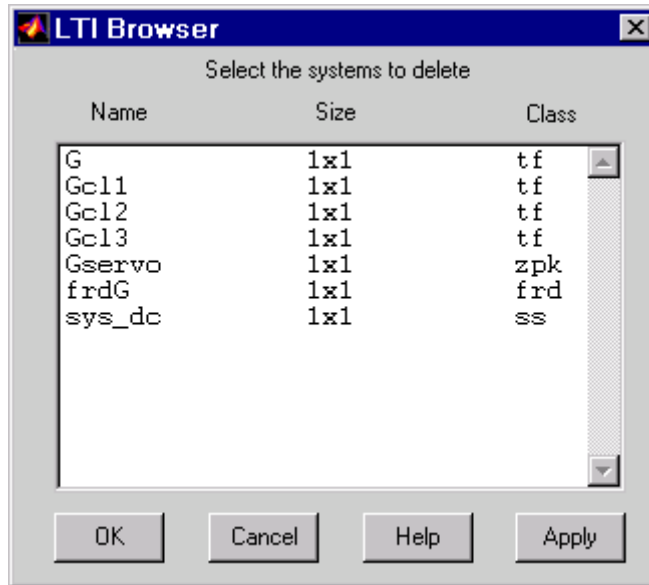 LTI Browser
Select the systems to delete
Name Size Class
G 1x1 tf
Gcl1 1x1 tf
Gcl2 1x1 tf
Gcl3 1x1 tf
Gservo 1x1 zpk
frdG 1x1 frd
sys_dc 1x1 ss
OK Cancel Help Apply